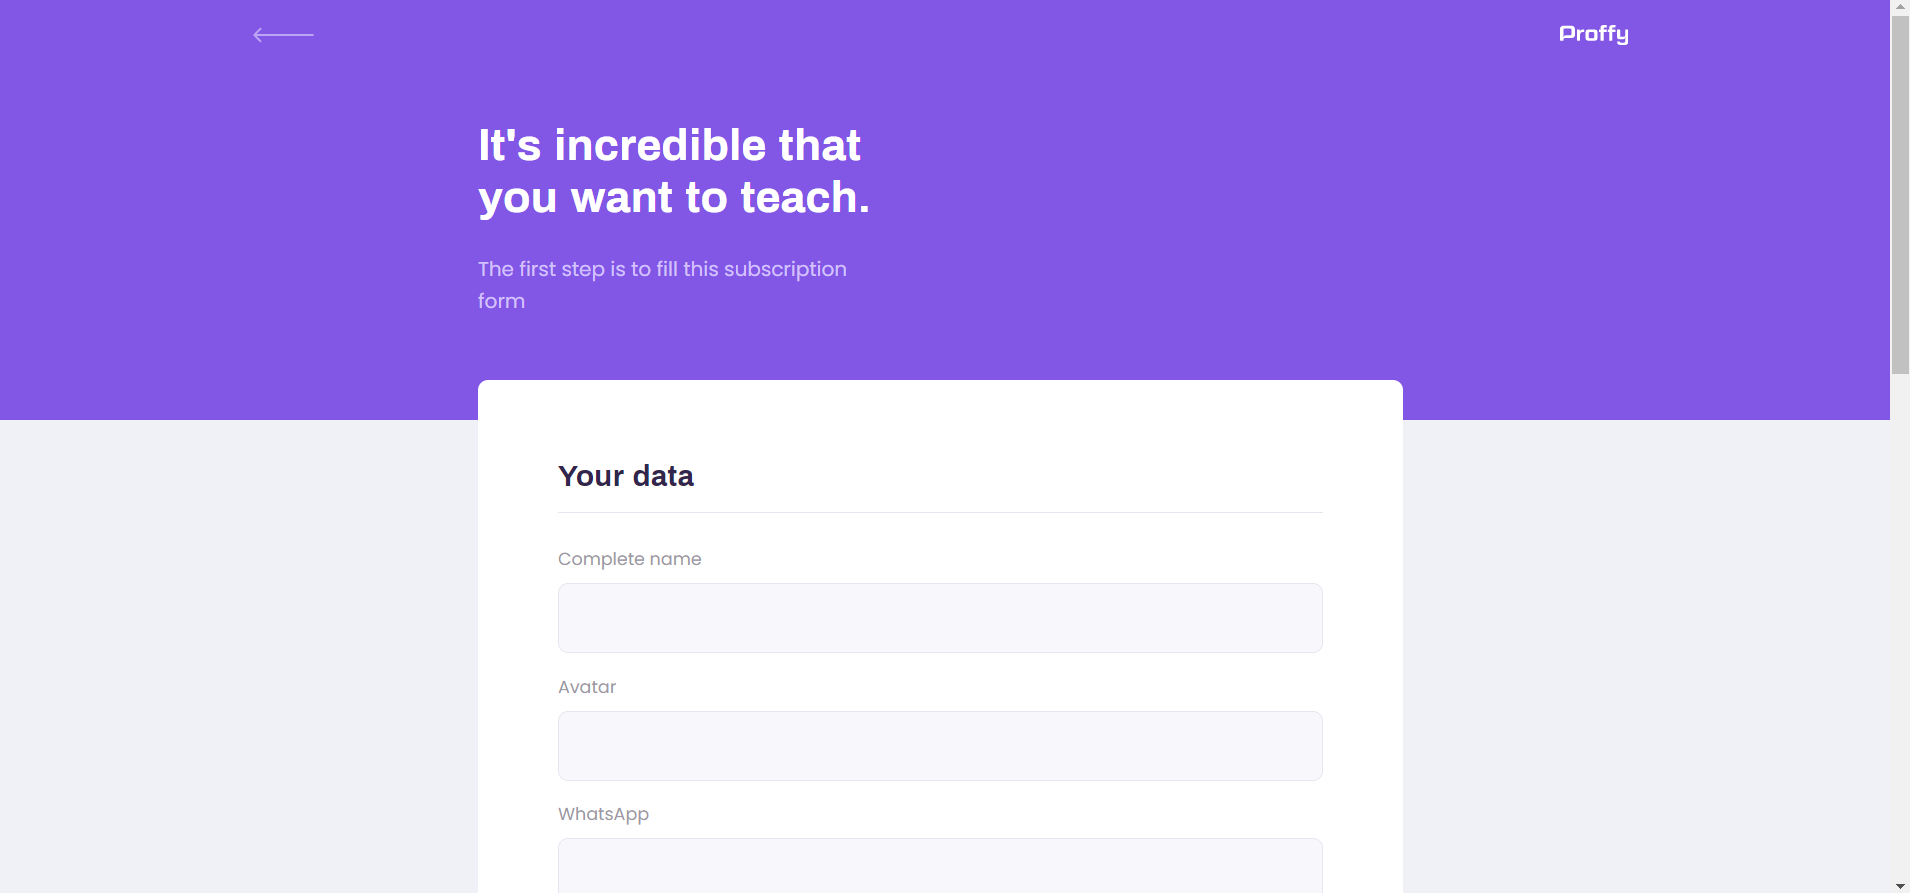 Proffy
It's incredible that
you want to teach.
The first step is to fill this subscription
form
Your data
Complete name
Avatar
WhatsApp